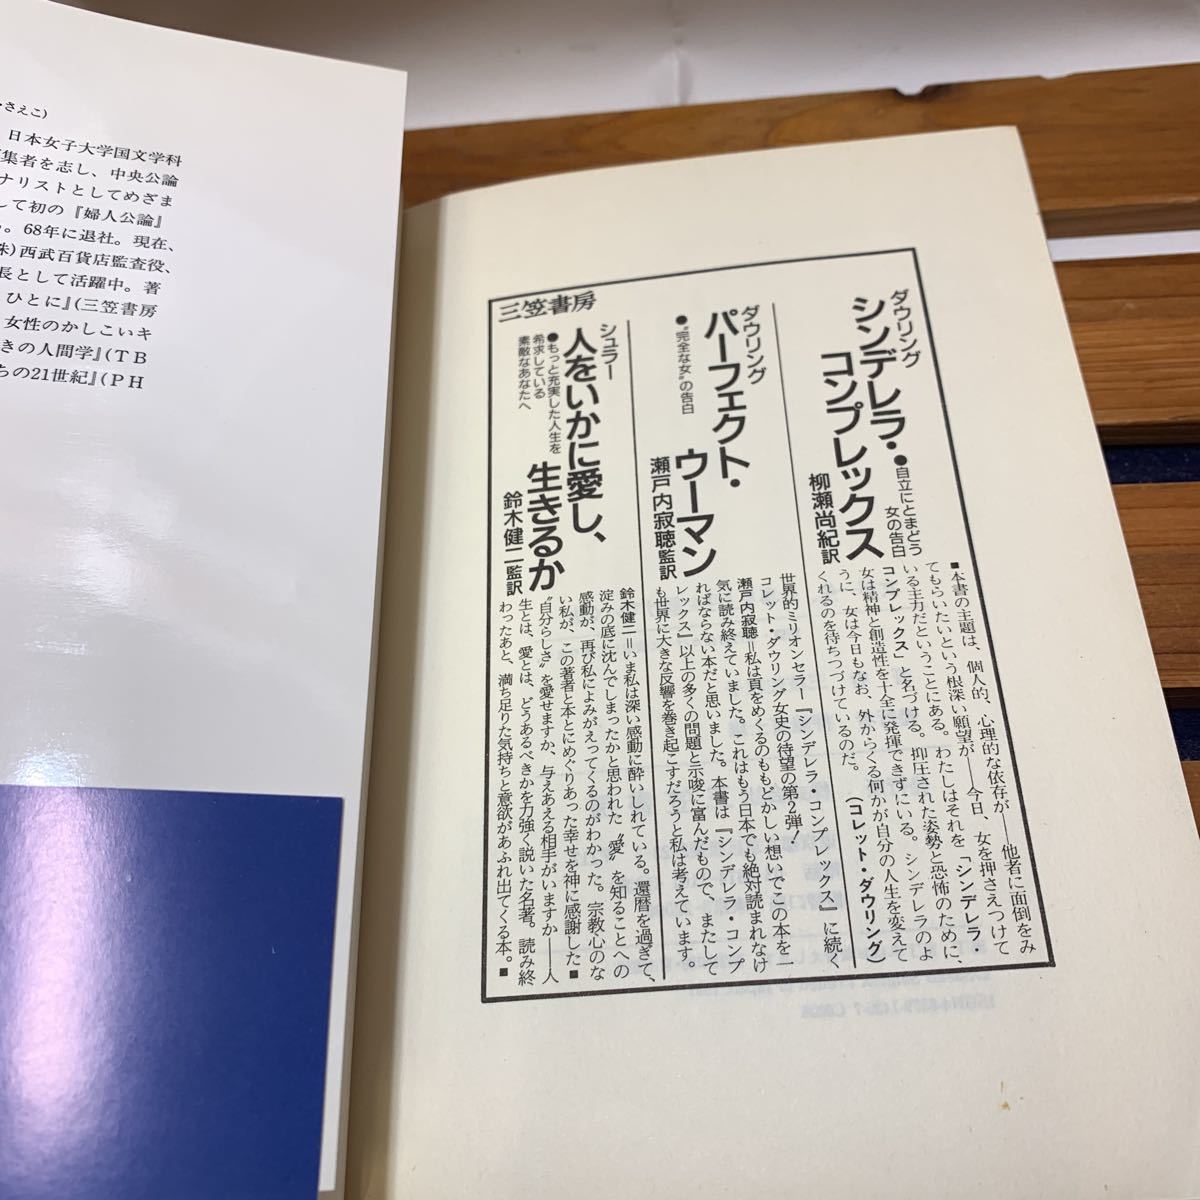 ・さえこ)
日本女子大学国文学科
集者を志し、中央公論
ナリストとしてめざま
して初の『婦人公論』
。68年に退社。現在、
株)西武百貨店監査役、
長として活躍中。著
ひとに』(三笠書房
女性のかしこいキ
きの人間学』(TB
ちの21世紀』(PH
三笠書房
ダウリング
シンデレラ・
コンプレックス
●自立にとまどう
女の告白
柳瀬尚紀訳
■本書の主題は、個人的、心理的な依存が――他者に面倒をみ
てもらいたいという根深い願望が――今日、女を押さえつけて
いる主力だということにある。わたしはそれを「シンデレラ・
コンプレックス」と名づける。抑圧された姿勢と恐怖のために、
女は精神と創造性を十全に発揮できずにいる。シンデレラのよ
うに、女は今日もなお、外からくる何かが自分の人生を変えて
くれるのを待ちつづけているのだ。
(コレット・ダウリング)
ダウリング
パーフェクト・
ウーマン
●“完全な女”の告白
瀬戸内寂聴監訳
世界的ミリオンセラー『シンデレラ・コンプレックス』に続く
コレット・ダウリング女史の待望の第2弾！
瀬戸内寂聴＝私は頁をめくるのももどかしい想いでこの本を一
気に読み終えていました。これはもう日本でも絶対読まれなけ
ればならない本だと思いました。本書は『シンデレラ・コンプ
レックス』以上の多くの問題と示唆に富んだもので、またして
も世界に大きな反響を巻き起こすだろうと私は考えています。
シュラー
人をいかに愛し、
生きるか
●もっと充実した人生を
希求している
素敵なあなたへ
鈴木健二監訳
鈴木健二＝いま私は深い感動に酔いしれている。還暦を過ぎて、
淀みの底に沈んでしまったかと思われた“愛”を知ることへの
感動が、再び私によみがえってくるのがわかった。宗教心のな
い私が、この著者と本とにめぐりあった幸せを神に感謝した■
“自分らしさ”を愛せますか、与えあえる相手がいますか――人
生とは、愛とは、どうあるべきかを力強く説いた名著。読み終
わったあと、満ち足りた気持ちと意欲があふれ出てくる本。■